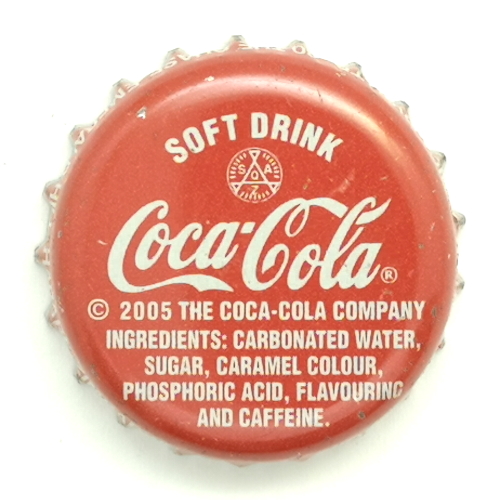 SOFT DRINK
Coca-Cola®
© 2005 THE COCA-COLA COMPANY
INGREDIENTS: CARBONATED WATER,
SUGAR, CARAMEL COLOUR,
PHOSPHORIC ACID, FLAVOURING
AND CAFFEINE.